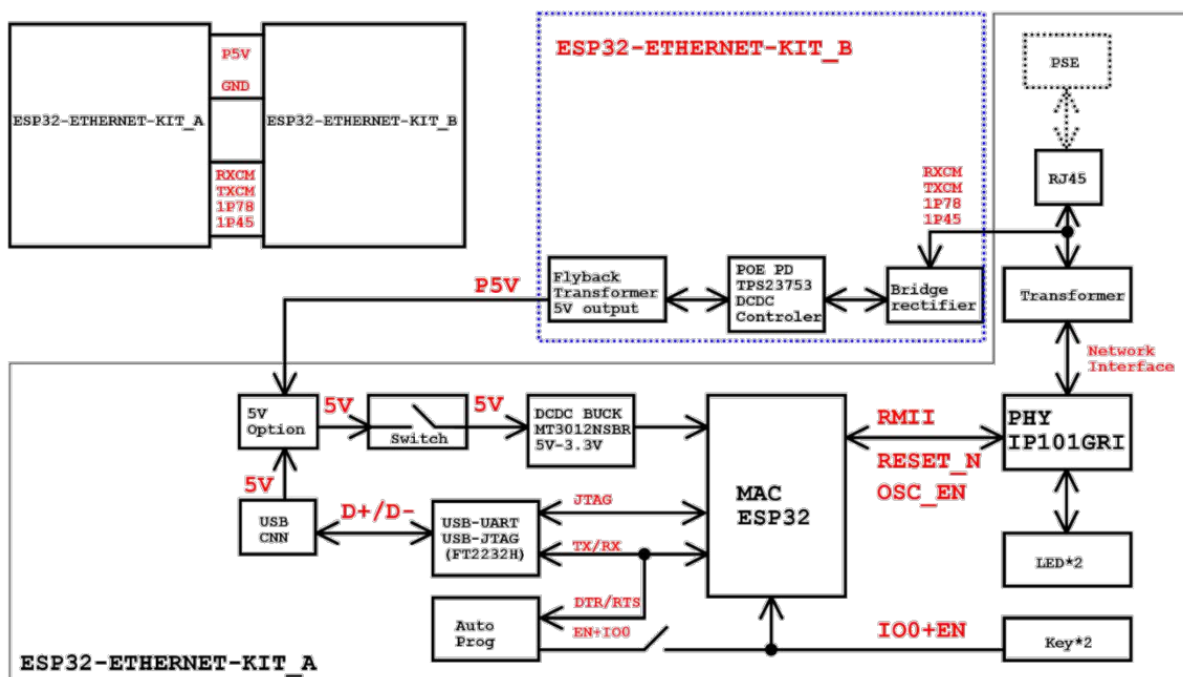 ESP32-ETHERNET-KIT_A
P5V
GND
RXCM
TXCM
1P78
1P45
ESP32-ETHERNET-KIT_B
ESP32-ETHERNET-KIT_B
PSE
RJ45
RXCM
TXCM
1P78
1P45
P5V
Flyback
Transformer
5V output
POE PD
TPS23753
DCDC
Controler
Bridge
rectifier
Transformer
Network
Interface
5V
Option
5V
Switch
5V
DCDC BUCK
MT3012NSBR
5V-3.3V
MAC
ESP32
RMII
RESET_N
OSC_EN
PHY
IP101GRI
5V
USB
CNN
D+/D-
USB-UART
USB-JTAG
(FT2232H)
JTAG
TX/RX
LED*2
DTR/RTS
Auto
Prog
EN+IO0
IO0+EN
Key*2
ESP32-ETHERNET-KIT_A